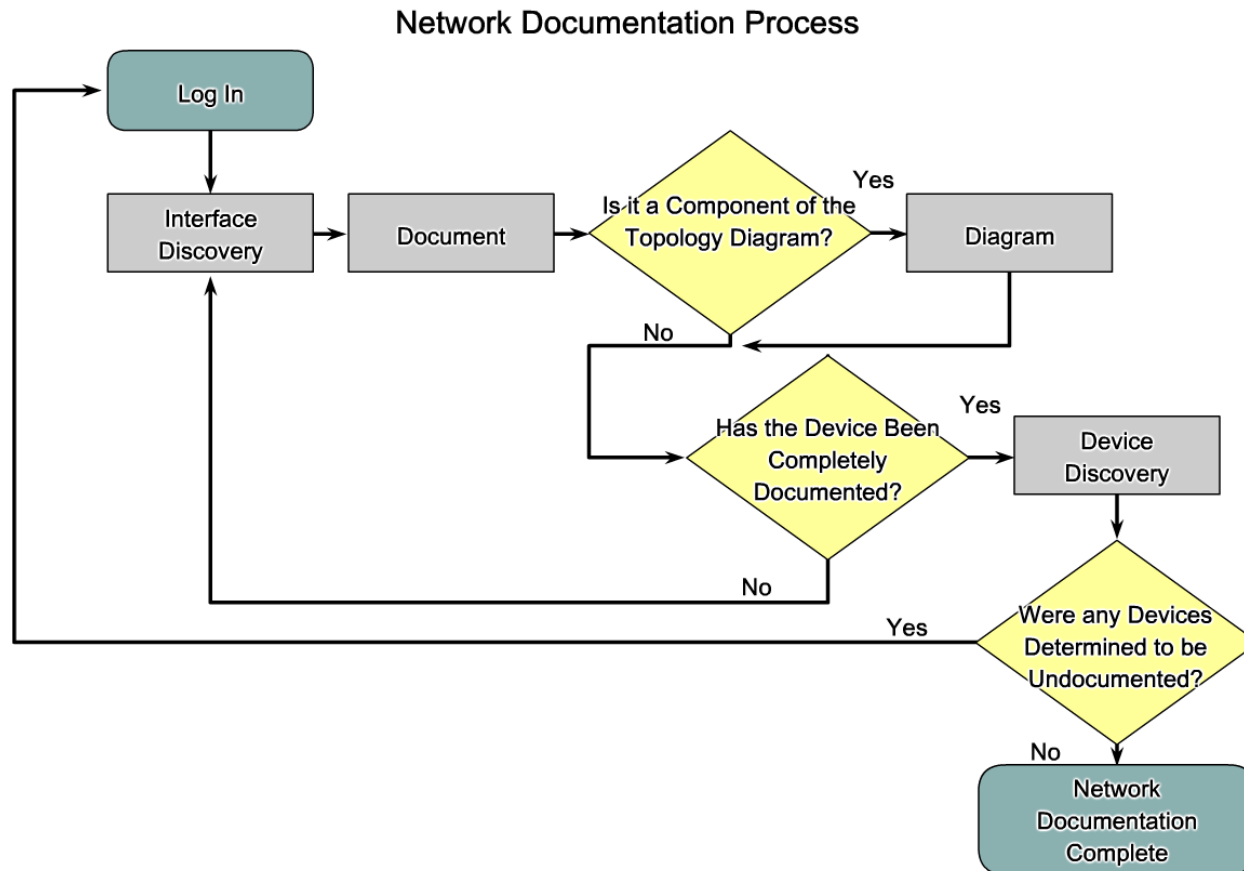 Network Documentation Process
Log In
Interface
Discovery
Document
Is it a Component of the
Topology Diagram?
Yes
Diagram
No
Has the Device Been
Completely
Documented?
Yes
Device
Discovery
No
Were any Devices
Determined to be
Undocumented?
Yes
No
Network
Documentation
Complete